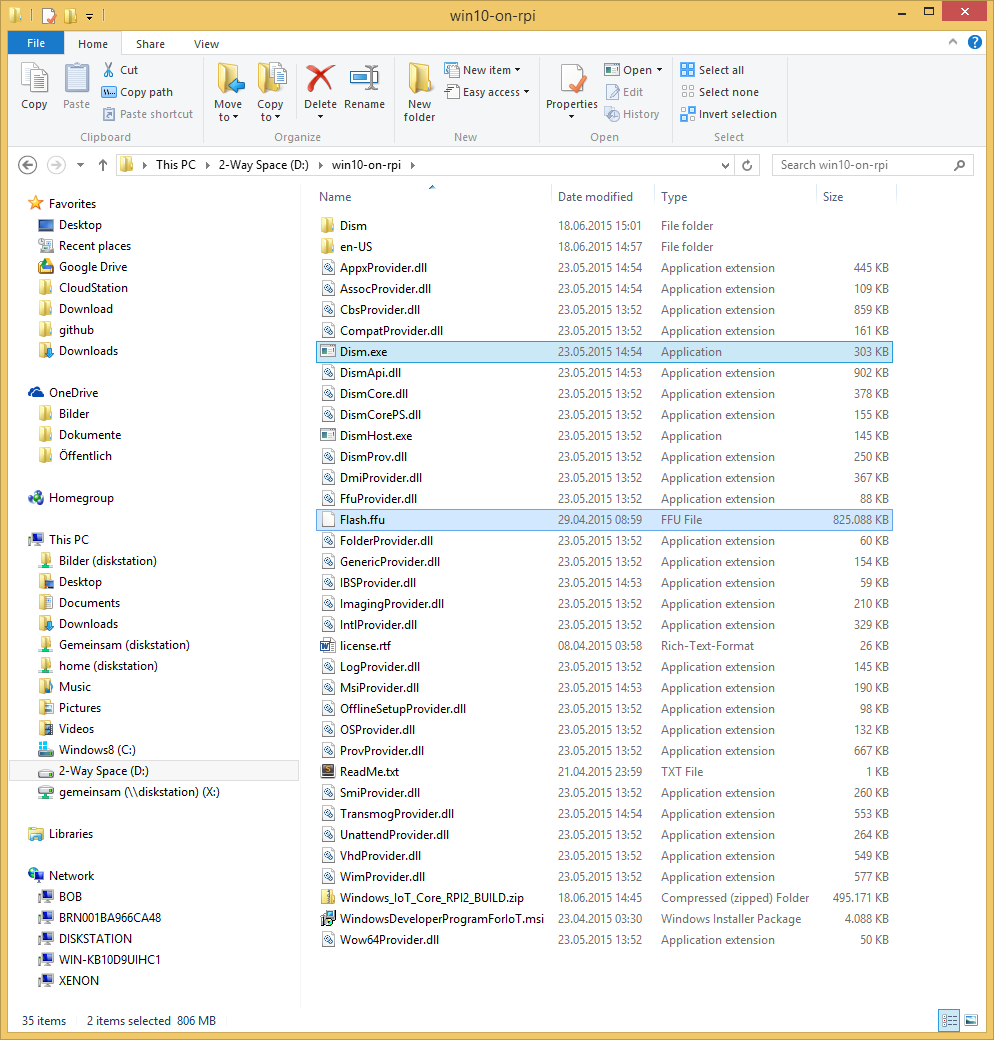 win10-on-rpi
File Home Share View
Copy
Paste
Cut
Copy path
Paste shortcut
Clipboard
Move to
Copy to
Delete
Rename
Organize
New folder
New item
Easy access
New
Properties
Open
Edit
History
Open
Select all
Select none
Invert selection
Select
This PC 2-Way Space (D:) win10-on-rpi
Search win10-on-rpi
Favorites
Desktop
Recent places
Google Drive
CloudStation
Download
github
Downloads
OneDrive
Bilder
Dokumente
Öffentlich
Homegroup
This PC
Bilder (diskstation)
Desktop
Documents
Downloads
Gemeinsam (diskstation)
home (diskstation)
Music
Pictures
Videos
Windows8 (C:)
2-Way Space (D:)
gemeinsam (\\diskstation) (X:)
Libraries
Network
BOB
BRN001BA966CA48
DISKSTATION
WIN-KB10D9UIHC1
XENON
Name Date modified Type Size
Dism 18.06.2015 15:01 File folder
en-US 18.06.2015 14:57 File folder
AppxProvider.dll 23.05.2015 14:54 Application extension 445 KB
AssocProvider.dll 23.05.2015 14:54 Application extension 109 KB
CbsProvider.dll 23.05.2015 13:52 Application extension 859 KB
CompatProvider.dll 23.05.2015 13:52 Application extension 161 KB
Dism.exe 23.05.2015 14:54 Application 303 KB
DismApi.dll 23.05.2015 14:53 Application extension 902 KB
DismCore.dll 23.05.2015 13:52 Application extension 378 KB
DismCorePS.dll 23.05.2015 13:52 Application extension 155 KB
DismHost.exe 23.05.2015 13:52 Application 145 KB
DismProv.dll 23.05.2015 13:52 Application extension 250 KB
DmiProvider.dll 23.05.2015 13:52 Application extension 367 KB
FfuProvider.dll 23.05.2015 13:52 Application extension 88 KB
Flash.ffu 29.04.2015 08:59 FFU File 825.088 KB
FolderProvider.dll 23.05.2015 13:52 Application extension 60 KB
GenericProvider.dll 23.05.2015 13:52 Application extension 154 KB
IBSProvider.dll 23.05.2015 14:53 Application extension 59 KB
ImagingProvider.dll 23.05.2015 13:52 Application extension 210 KB
IntlProvider.dll 23.05.2015 13:52 Application extension 329 KB
license.rtf 08.04.2015 03:58 Rich-Text-Format 26 KB
LogProvider.dll 23.05.2015 13:52 Application extension 145 KB
MsiProvider.dll 23.05.2015 14:53 Application extension 190 KB
OfflineSetupProvider.dll 23.05.2015 13:52 Application extension 98 KB
OSProvider.dll 23.05.2015 13:52 Application extension 132 KB
ProvProvider.dll 23.05.2015 13:52 Application extension 667 KB
ReadMe.txt 21.04.2015 23:59 TXT File 1 KB
SmiProvider.dll 23.05.2015 13:52 Application extension 260 KB
TransmogProvider.dll 23.05.2015 14:54 Application extension 553 KB
UnattendProvider.dll 23.05.2015 13:52 Application extension 264 KB
VhdProvider.dll 23.05.2015 13:52 Application extension 549 KB
WimProvider.dll 23.05.2015 13:52 Application extension 577 KB
Windows_IoT_Core_RPI2_BUILD.zip 18.06.2015 14:45 Compressed (zipped) Folder 495.171 KB
WindowsDeveloperProgramForIoT.msi 23.04.2015 03:30 Windows Installer Package 4.088 KB
Wow64Provider.dll 23.05.2015 13:52 Application extension 50 KB
35 items 2 items selected 806 MB